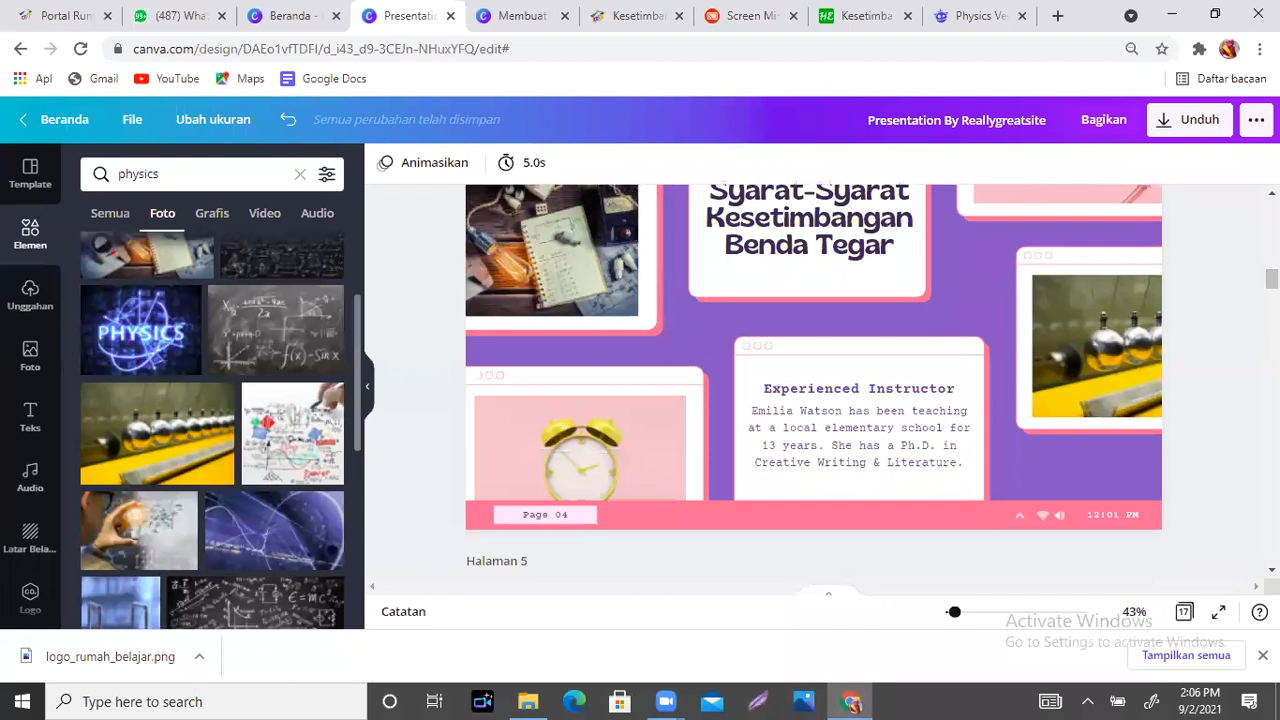 Portal Rum
(487) Wha
Beranda -
Presentatio
Membuat
Kesetimba
Screen Mi
Kesetimba
Physics Ve
canva.com/design/DAEo1vfTDFI/d_i43_d9-3CEJn-NHuxYFQ/edit#
Apl
Gmail
YouTube
Maps
Google Docs
Daftar bacaan
Beranda
File
Ubah ukuran
Semua perubahan telah disimpan
Presentation By Reallygreatsite
Bagikan
Unduh
Template
Elemen
Unggahan
Foto
Teks
Audio
Latar Bela...
Logo
physics
Semua
Foto
Grafis
Video
Audio
PHYSICS
Animasikan
5.0s
Syarat-Syarat
Kesetimbangan
Benda Tegar
Experienced Instructor
Emilia Watson has been teaching
at a local elementary school for
13 years. She has a Ph.D. in
Creative Writing & Literature.
Page 04
12:01 PM
Halaman 5
Catatan
43%
17
Activate Windows
Go to Settings to activate Windows.
logo_rumah_belajar.png
Tampilkan semua
Type here to search
2:06 PM
9/2/2021